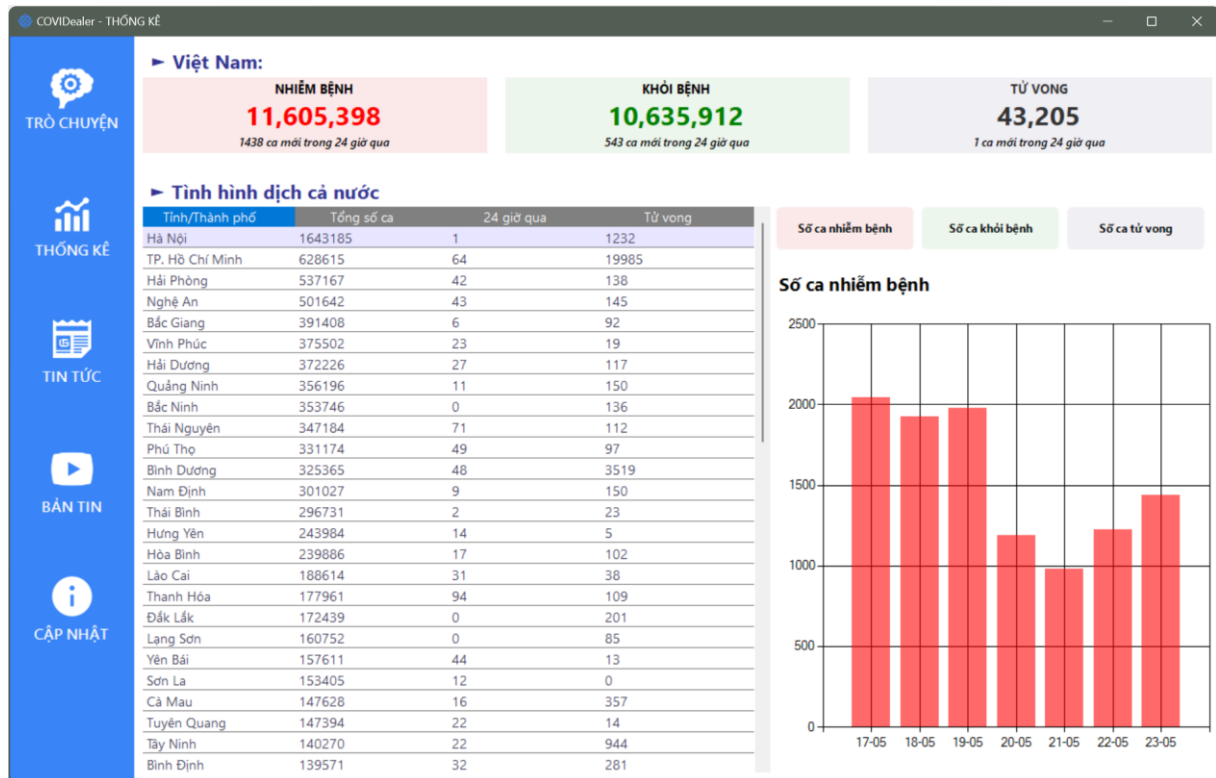 COVIDealer - THỐNG KÊ
TRÒ CHUYỆN
THỐNG KÊ
TIN TỨC
BẢN TIN
CẬP NHẬT
► Việt Nam:
NHIỄM BỆNH
11,605,398
1438 ca mới trong 24 giờ qua
KHỎI BỆNH
10,635,912
543 ca mới trong 24 giờ qua
TỬ VONG
43,205
1 ca mới trong 24 giờ qua
► Tình hình dịch cả nước
Tỉnh/Thành phố Tổng số ca 24 giờ qua Tử vong
Hà Nội 1643185 1 1232
TP. Hồ Chí Minh 628615 64 19985
Hải Phòng 537167 42 138
Nghệ An 501642 43 145
Bắc Giang 391408 6 92
Vĩnh Phúc 375502 23 19
Hải Dương 372226 27 117
Quảng Ninh 356196 11 150
Bắc Ninh 353746 0 136
Thái Nguyên 347184 71 112
Phú Thọ 331174 49 97
Bình Dương 325365 48 3519
Nam Định 301027 9 150
Thái Bình 296731 2 23
Hưng Yên 243984 14 5
Hòa Bình 239886 17 102
Lào Cai 188614 31 38
Thanh Hóa 177961 94 109
Đắk Lắk 172439 0 201
Lạng Sơn 160752 0 85
Yên Bái 157611 44 13
Sơn La 153405 12 0
Cà Mau 147628 16 357
Tuyên Quang 147394 22 14
Tây Ninh 140270 22 944
Bình Định 139571 32 281
Số ca nhiễm bệnh
Số ca khỏi bệnh
Số ca tử vong
Số ca nhiễm bệnh
2500
2000
1500
1000
500
0
17-05 18-05 19-05 20-05 21-05 22-05 23-05